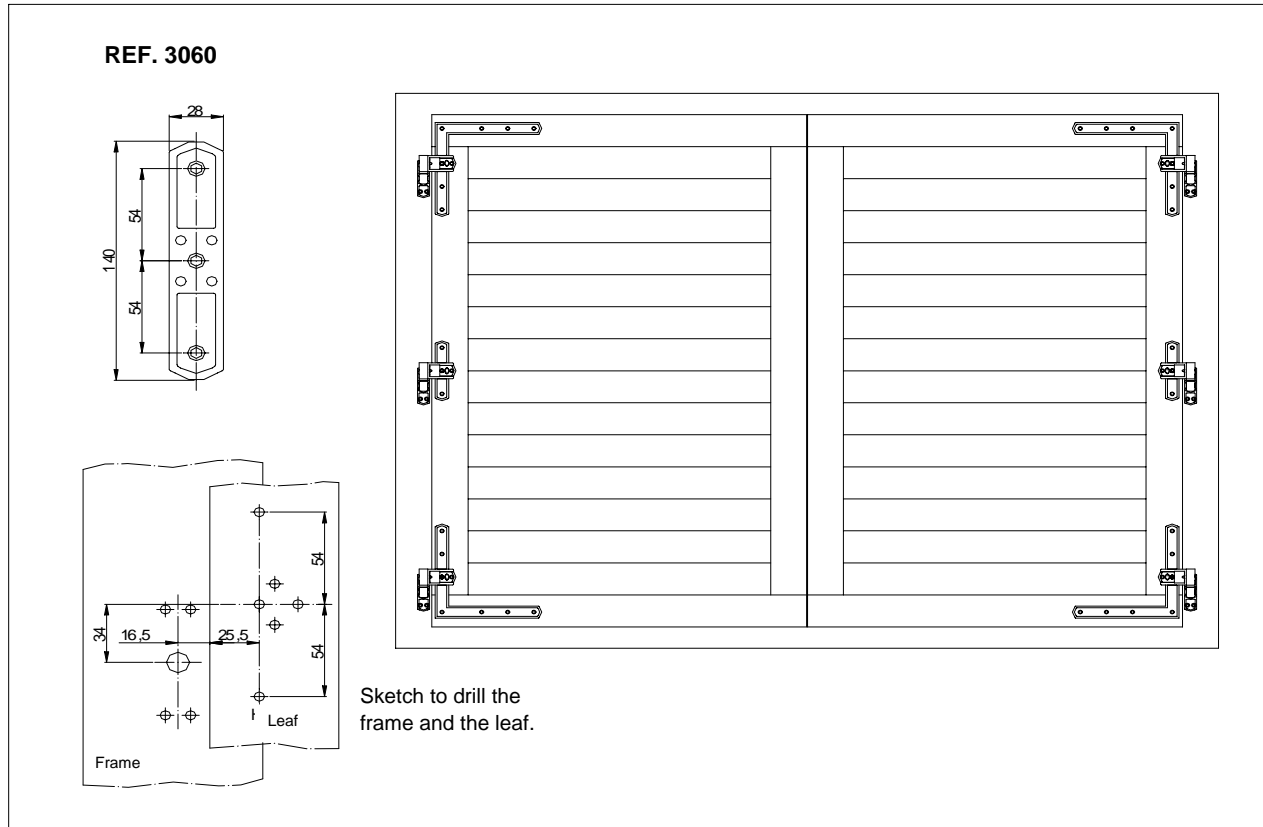 REF. 3060
28
54
140
54
54
34
16,5
25,5
54
Leaf
Frame
Sketch to drill the
frame and the leaf.